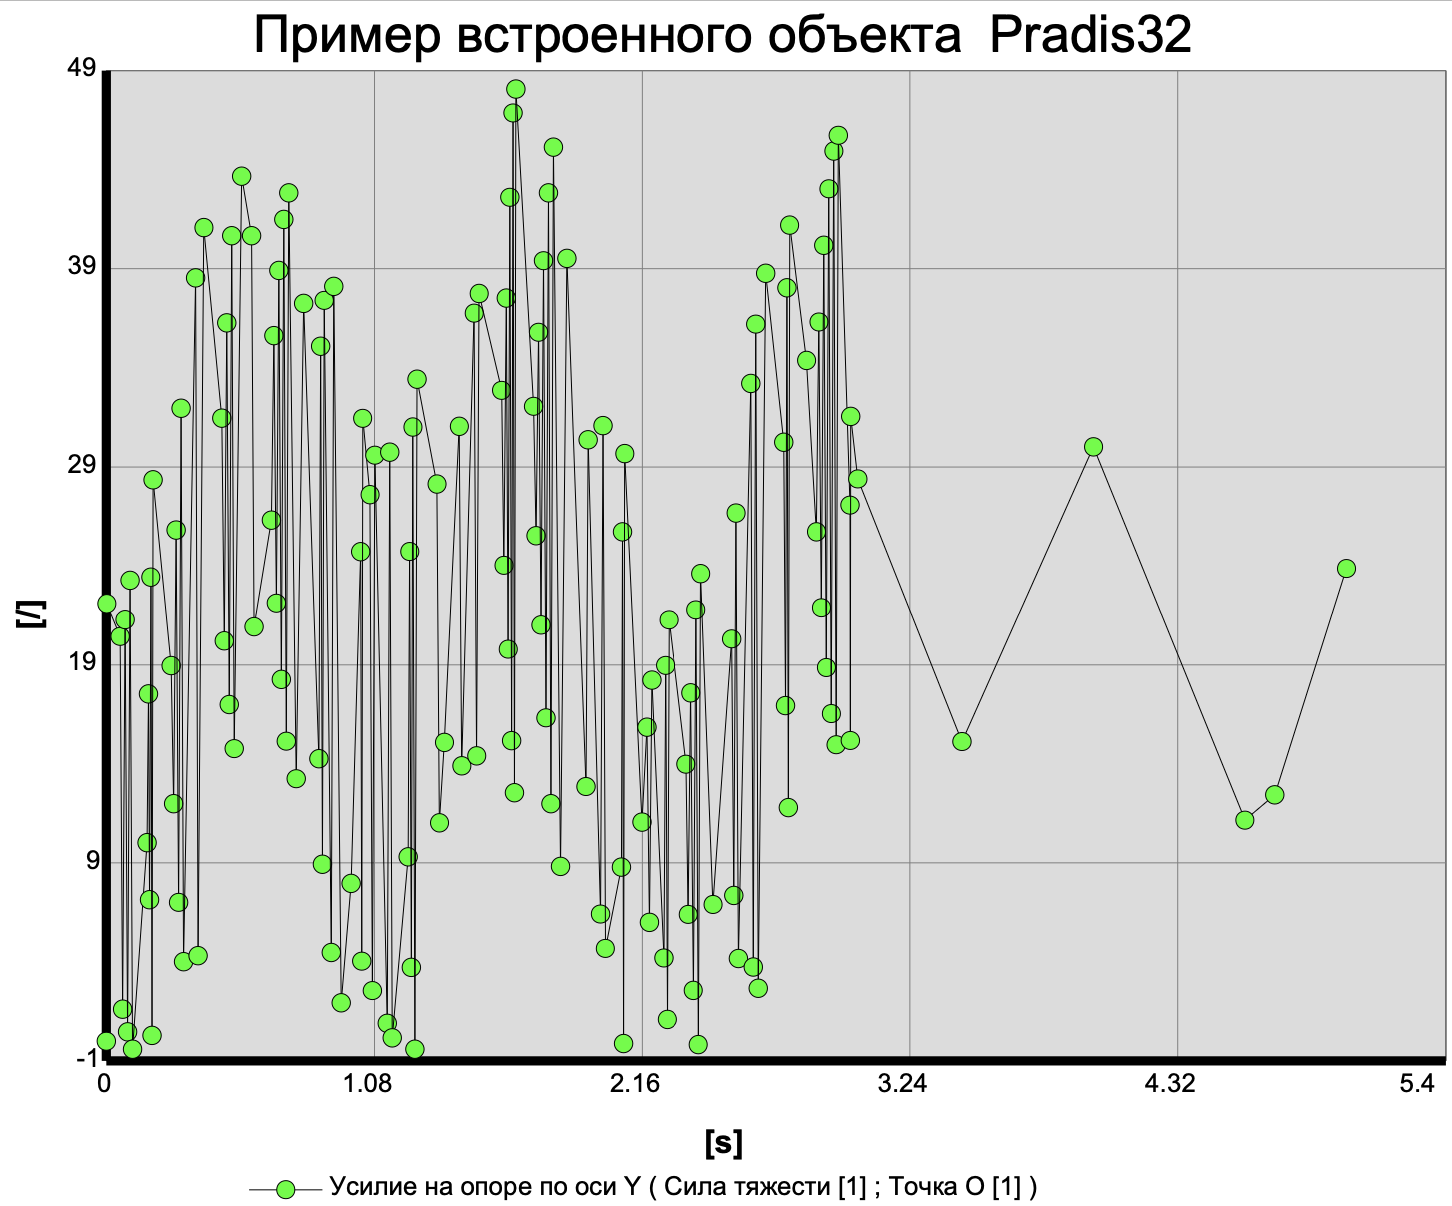 Пример встроенного объекта  Pradis32
49
39
29
19
9
-1
[/]
0 1.08 2.16 3.24 4.32 5.4
[s]
Усилие на опоре по оси Y ( Сила тяжести [1] ; Точка О [1] )